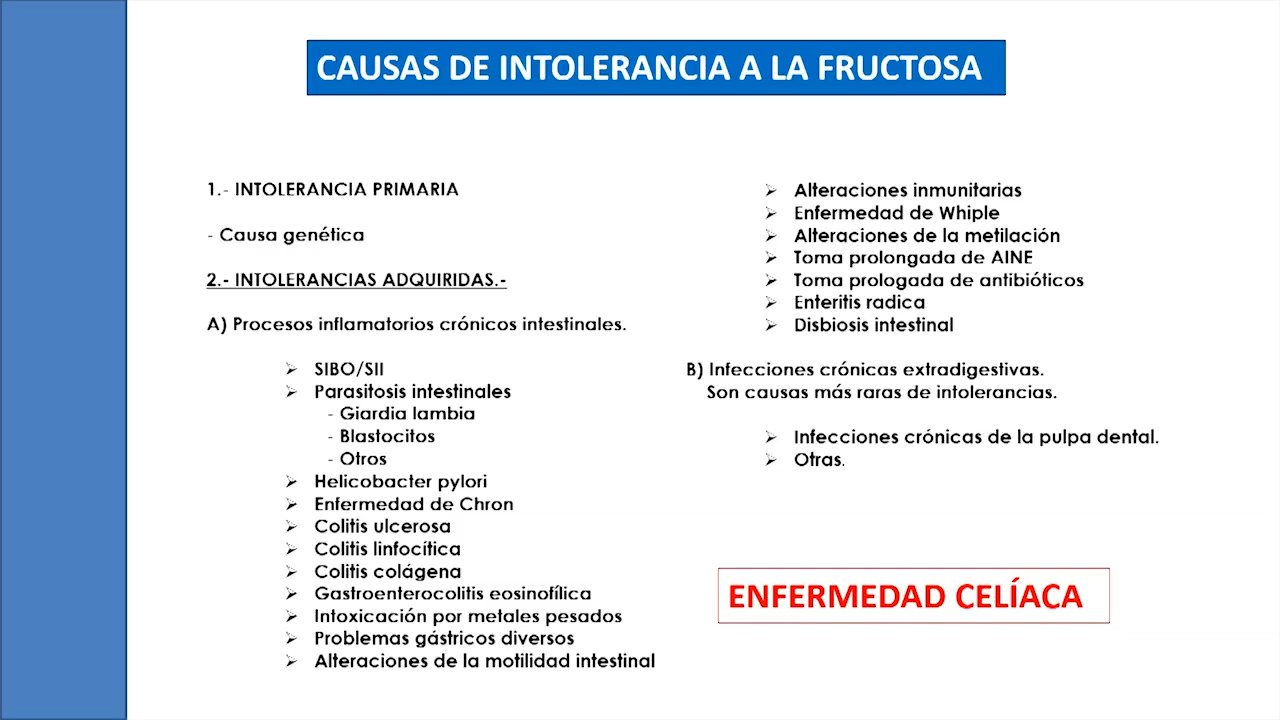 CAUSAS DE INTOLERANCIA A LA FRUCTOSA
1.- INTOLERANCIA PRIMARIA
- Causa genética
2.- INTOLERANCIAS ADQUIRIDAS.-
A) Procesos inflamatorios crónicos intestinales.
➢ SIBO/SII
➢ Parasitosis intestinales
- Giardia lambia
- Blastocitos
- Otros
➢ Helicobacter pylori
➢ Enfermedad de Chron
➢ Colitis ulcerosa
➢ Colitis linfocítica
➢ Colitis colágena
➢ Gastroenterocolitis eosinofílica
➢ Intoxicación por metales pesados
➢ Problemas gástricos diversos
➢ Alteraciones de la motilidad intestinal
➢ Alteraciones inmunitarias
➢ Enfermedad de Whiple
➢ Alteraciones de la metilación
➢ Toma prolongada de AINE
➢ Toma prologada de antibióticos
➢ Enteritis radica
➢ Disbiosis intestinal
B) Infecciones crónicas extradigestivas.
Son causas más raras de intolerancias.
➢ Infecciones crónicas de la pulpa dental.
➢ Otras.
ENFERMEDAD CELÍACA